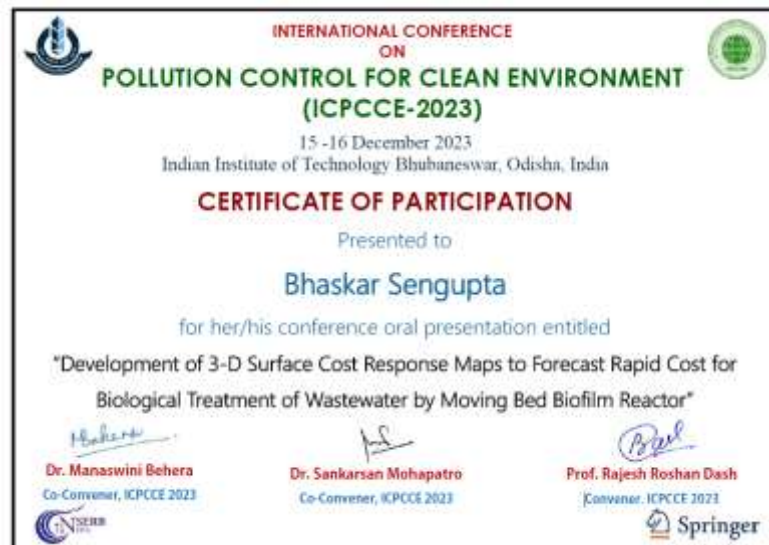 INTERNATIONAL CONFERENCE
ON
POLLUTION CONTROL FOR CLEAN ENVIRONMENT
(ICPCCE-2023)
15 -16 December 2023
Indian Institute of Technology Bhubaneswar, Odisha, India
CERTIFICATE OF PARTICIPATION
Presented to
Bhaskar Sengupta
for her/his conference oral presentation entitled
"Development of 3-D Surface Cost Response Maps to Forecast Rapid Cost for
Biological Treatment of Wastewater by Moving Bed Biofilm Reactor"
Dr. Manaswini Behera
Co-Convener, ICPCCE 2023
Dr. Sankarsan Mohapatro
Co-Convener, ICPCCE 2023
Prof. Rajesh Roshan Dash
Convener, ICPCCE 2023
SERB
Springer